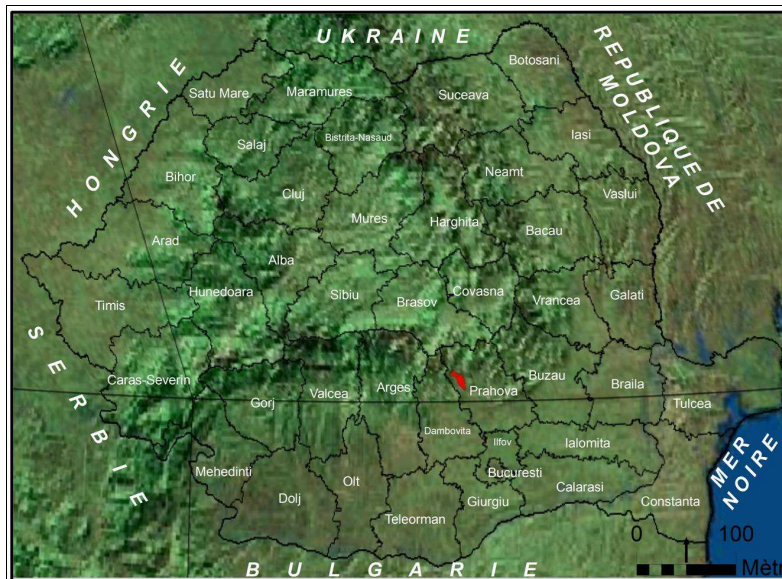 UKRAINE
HONGRIE
REPUBLIQUE DE
MOLDOVA
Botosani
Satu Mare
Maramures
Suceava
Salaj
Bistrita-Nasaud
Iasi
Bihor
Cluj
Neamt
Mures
Harghita
Vaslui
Bacau
Arad
Alba
Timis
Hunedoara
Sibiu
Brasov
Covasna
Vrancea
Galati
SERBIE
Caras-Severin
Gorj
Valcea
Arges
Prahova
Buzau
Braila
Tulcea
Dambovita
Ilfov
Ialomita
MER
NOIRE
Mehedinti
Dolj
Olt
Bucuresti
Giurgiu
Calarasi
Teleorman
Constanta
0 100
Mèt
BULGARIE